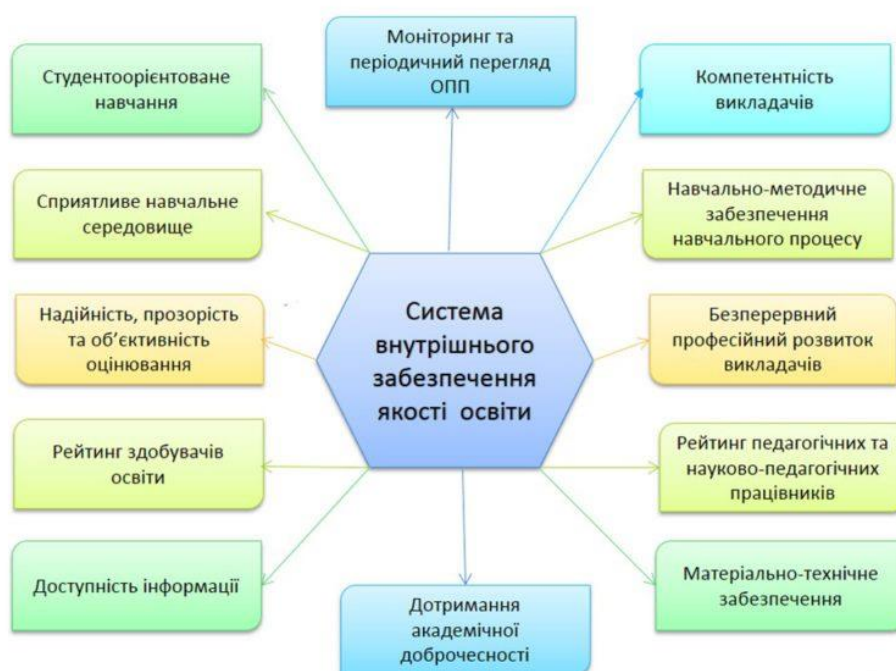 Моніторинг та
періодичний перегляд
ОПП
Студентоорієнтоване
навчання
Компетентність
викладачів
Сприятливе навчальне
середовище
Навчально-методичне
забезпечення
навчального процесу
Система
внутрішнього
забезпечення
якості освіти
Надійність, прозорість
та об’єктивність
оцінювання
Безперервний
професійний розвиток
викладачів
Рейтинг здобувачів
освіти
Рейтинг педагогічних та
науково-педагогічних
працівників
Доступність інформації
Матеріально-технічне
забезпечення
Дотримання
академічної
доброчесності